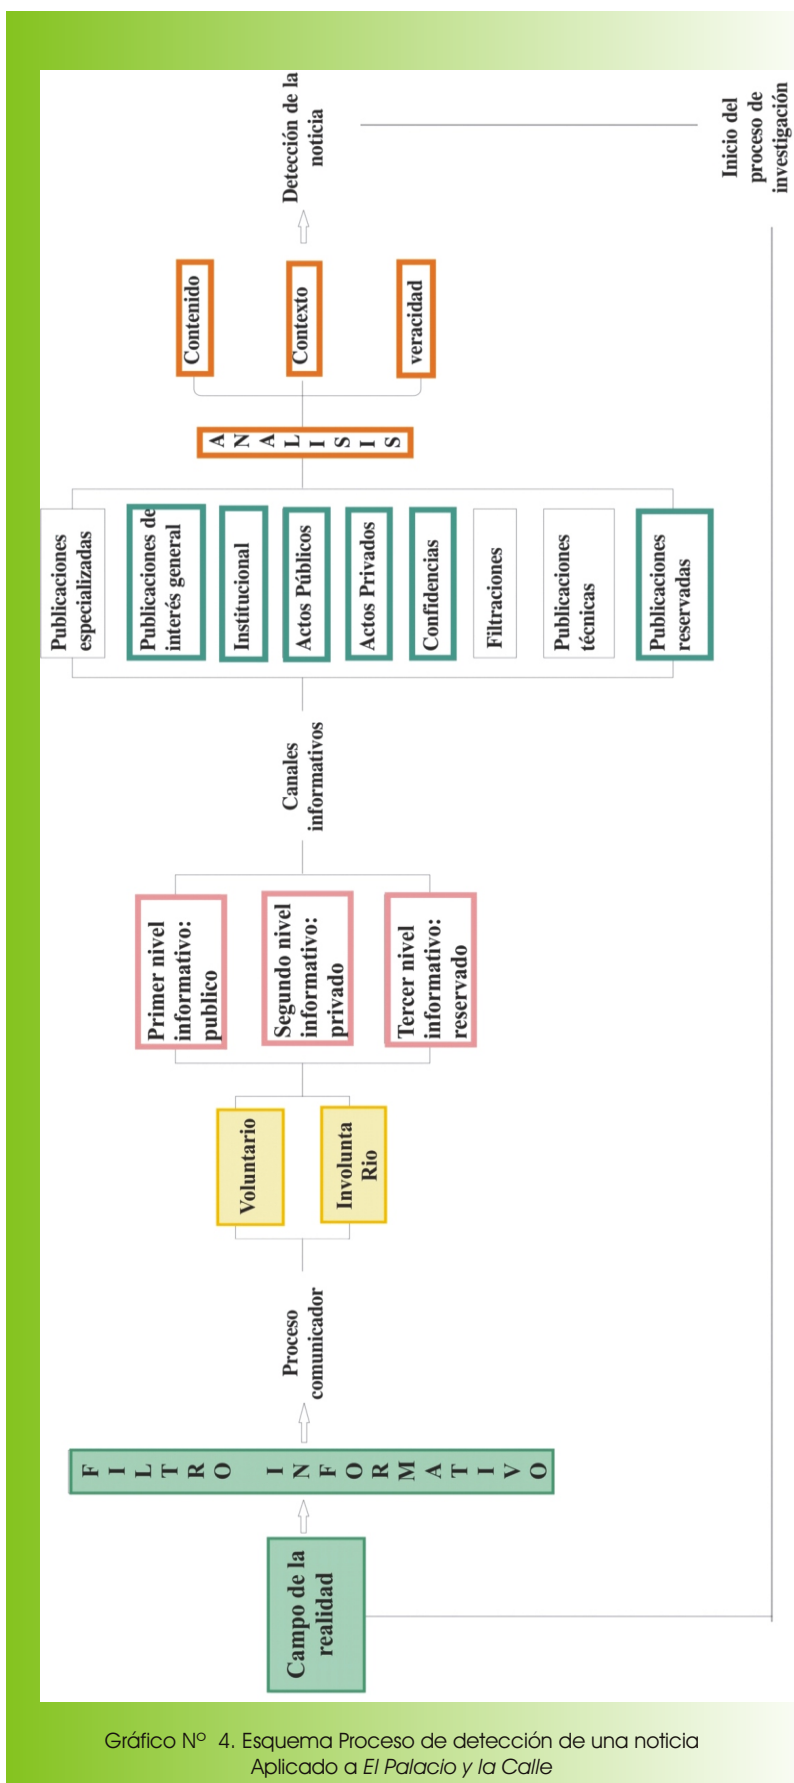 Campo de la
realidad
FILTRO INFORMATIVO
Proceso
comunicador
Voluntario
Involunta
Rio
Primer nivel
informativo:
publico
Segundo nivel
informativo:
privado
Tercer nivel
informativo:
reservado
Canales
informativos
Publicaciones
especializadas
Publicaciones de
interés general
Institucional
Actos Públicos
Actos Privados
Confidencias
Filtraciones
Publicaciones
técnicas
Publicaciones
reservadas
ANALISIS
Contenido
Contexto
veracidad
Detección de la
noticia
Inicio del
proceso de
investigación
Gráfico Nº 4. Esquema Proceso de detección de una noticia
Aplicado a El Palacio y la Calle